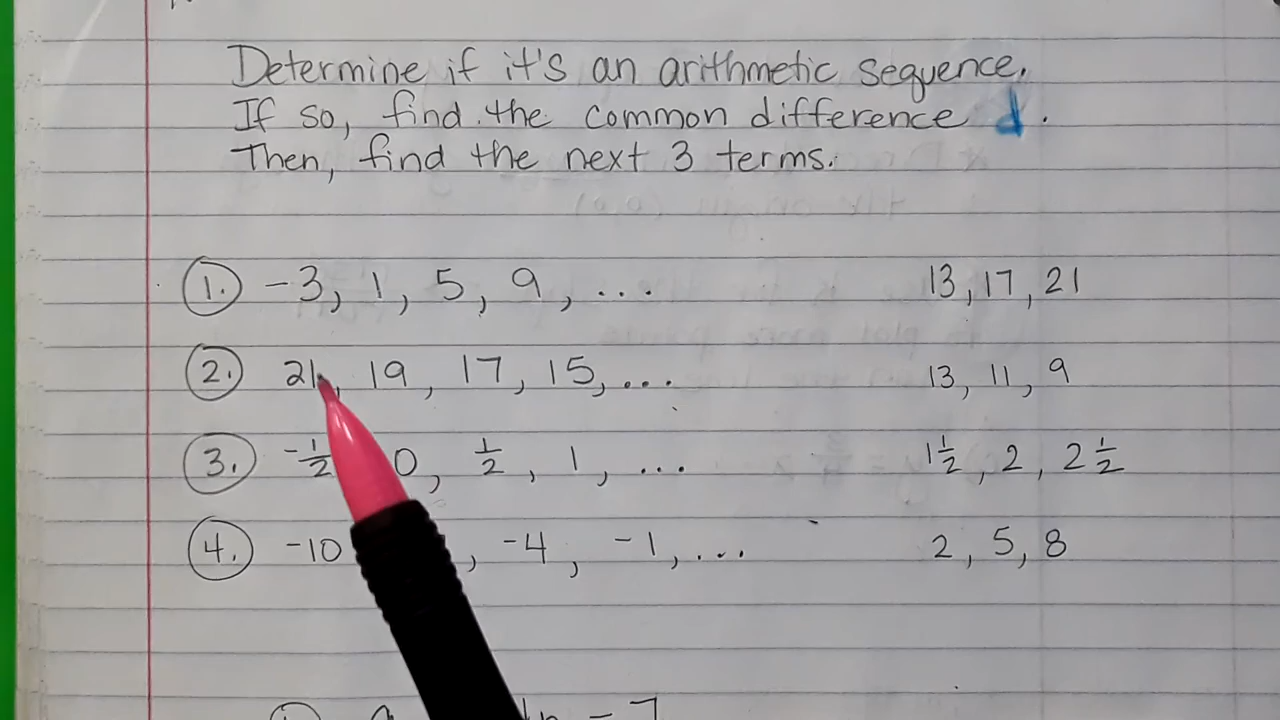 Determine if it's an arithmetic sequence.
If so, find the common difference d.
Then, find the next 3 terms.
1. -3, 1, 5, 9, ... 13, 17, 21
2. 21, 19, 17, 15, ... 13, 11, 9
3. -1/2 0, 1/2, 1, ... 1 1/2, 2, 2 1/2
4. -10 , -4, -1, ... 2, 5, 8